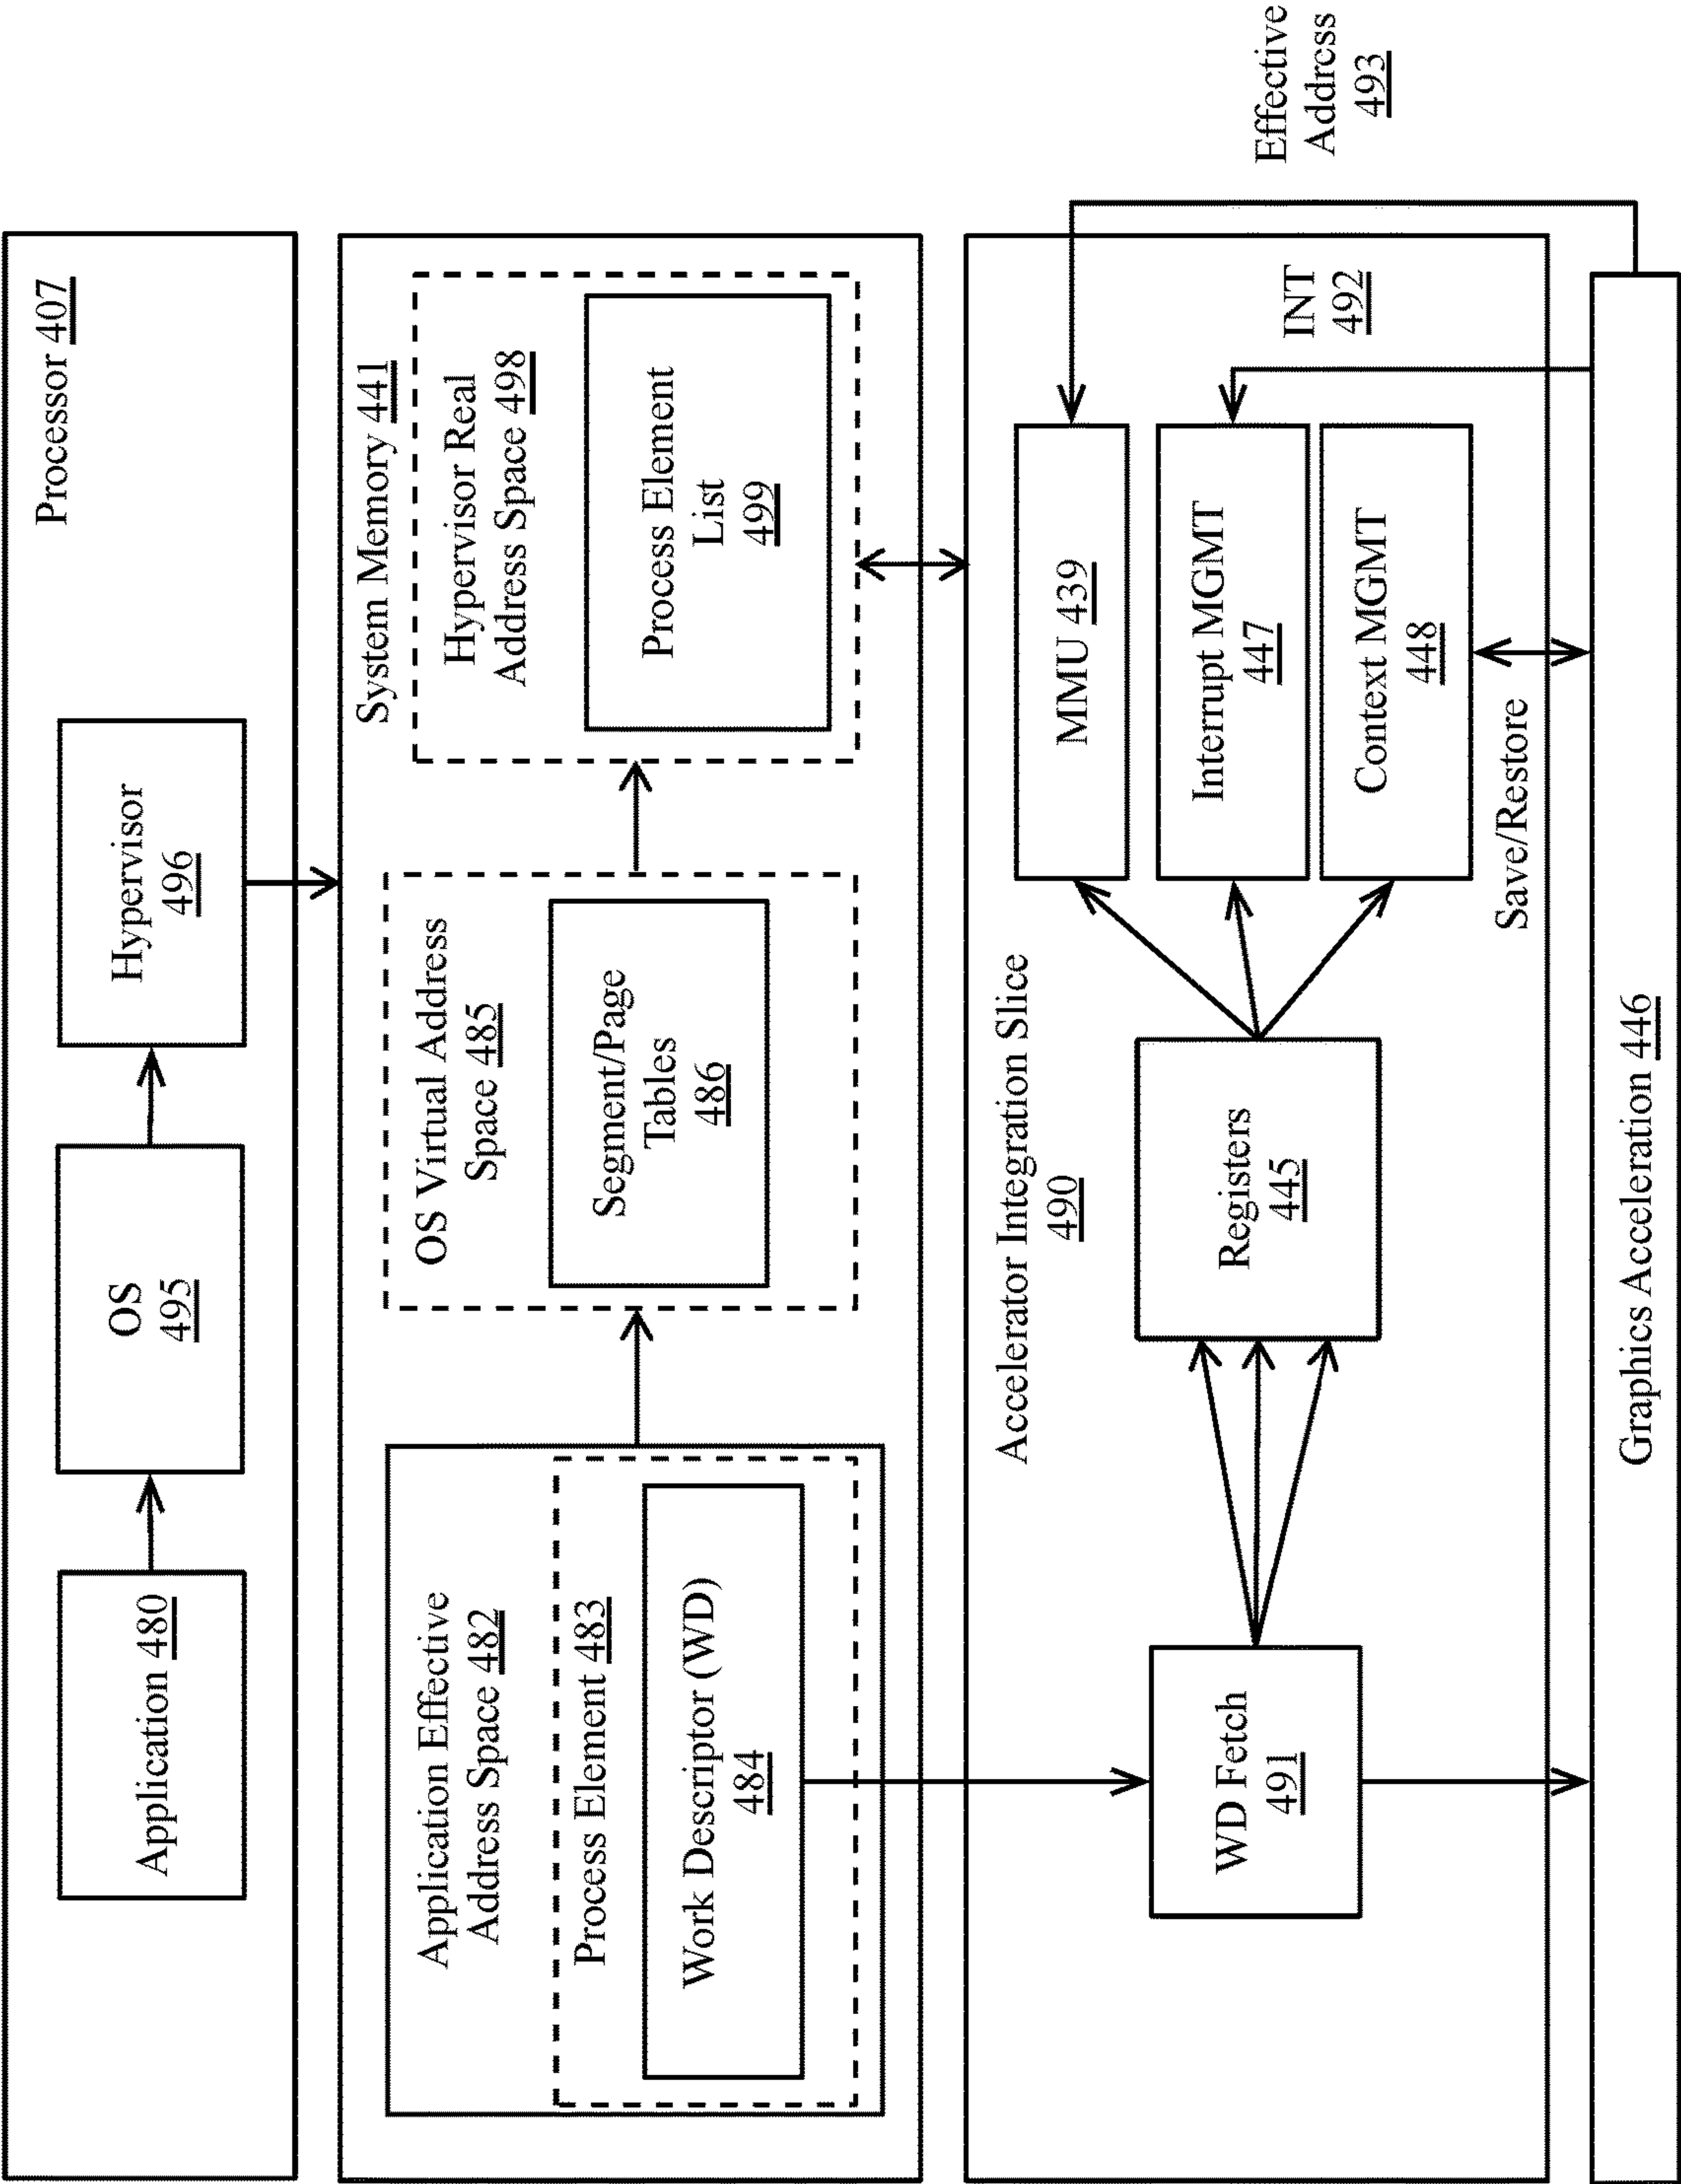 Processor 407
Application 480
OS
495
Hypervisor
496
System Memory 441
Application Effective
Address Space 482
Process Element 483
Work Descriptor (WD)
484
OS Virtual Address
Space 485
Segment/Page
Tables
486
Hypervisor Real
Address Space 498
Process Element
List
499
Accelerator Integration Slice
490
WD Fetch
491
Registers
445
MMU 439
Interrupt MGMT
447
Context MGMT
448
Save/Restore
INT
492
Effective
Address
493
Graphics Acceleration 446